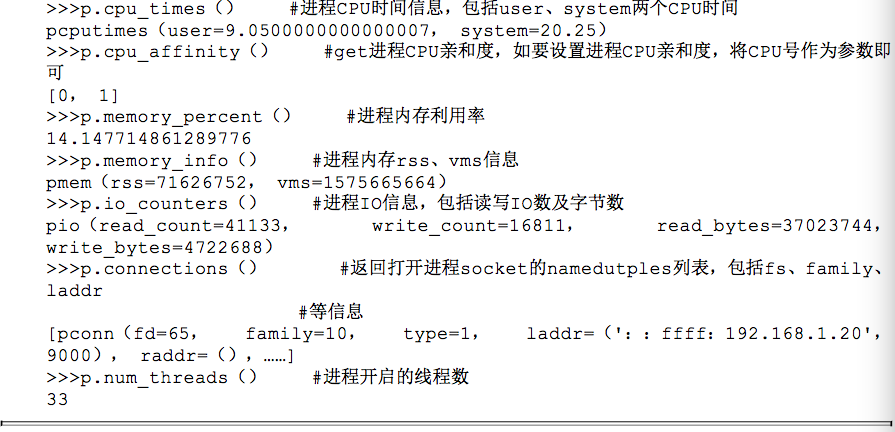 >>>p.cpu_times（） #进程CPU时间信息，包括user、system两个CPU时间
pcputimes（user=9.0500000000000007， system=20.25）
>>>p.cpu_affinity（） #get进程CPU亲和度，如要设置进程CPU亲和度，将CPU号作为参数即
可
[0， 1]
>>>p.memory_percent（） #进程内存利用率
14.147714861289776
>>>p.memory_info（） #进程内存rss、vms信息
pmem（rss=71626752， vms=1575665664）
>>>p.io_counters（） #进程IO信息，包括读写IO数及字节数
pio（read_count=41133， write_count=16811， read_bytes=37023744，
write_bytes=4722688）
>>>p.connections（） #返回打开进程socket的namedutples列表，包括fs、family、
laddr
#等信息
[pconn（fd=65， family=10， type=1， laddr=（'：：ffff：192.168.1.20'，
9000）， raddr=（），……]
>>>p.num_threads（） #进程开启的线程数
33